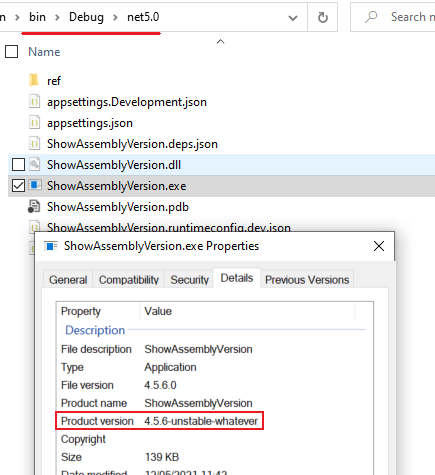 n > bin > Debug > net5.0
Name
ref
appsettings.Development.json
appsettings.json
ShowAssemblyVersion.deps.json
ShowAssemblyVersion.dll
ShowAssemblyVersion.exe
ShowAssemblyVersion.pdb
ShowAssemblyVersion.runtimeconfig.dev.json
ShowAssemblyVersion.exe Properties
General Compatibility Security Details Previous Versions
Property Value
Description
File description ShowAssemblyVersion
Type Application
File version 4.5.6.0
Product name ShowAssemblyVersion
Product version 4.5.6-unstable-whatever
Copyright
Size 139 KB
Date modified 12/05/2021 11:42